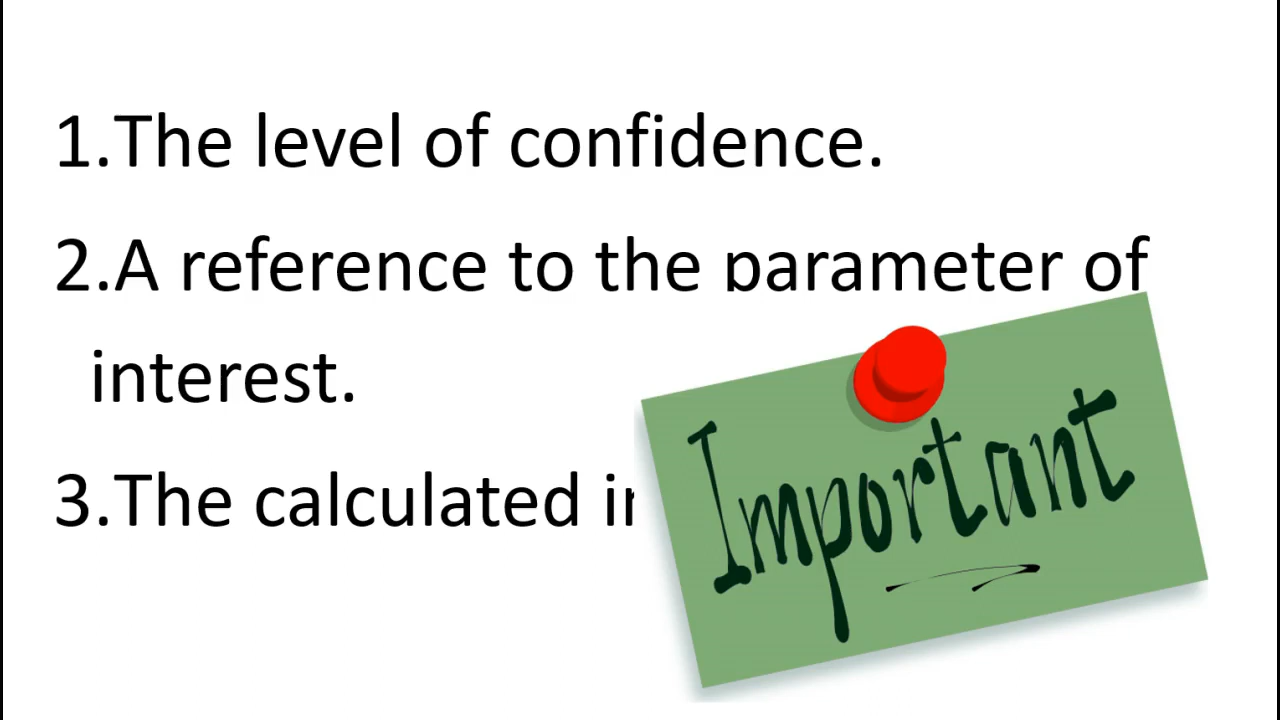 1.The level of confidence.
2.A reference to the parameter of
interest.
3.The calculated
Important